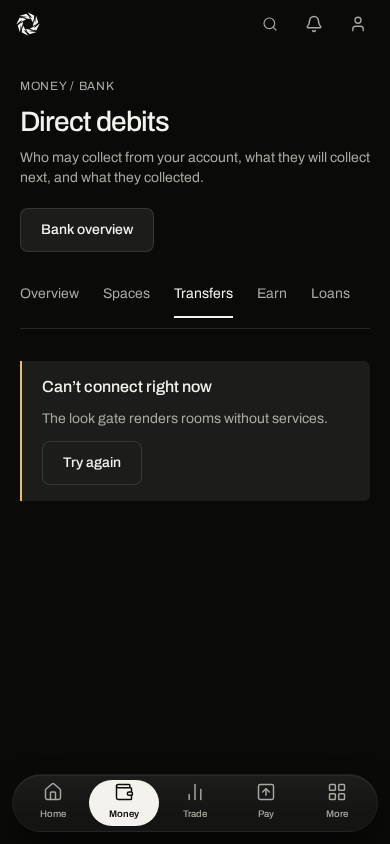 MONEY / BANK
Direct debits
Who may collect from your account, what they will collect
next, and what they collected.
Bank overview
Overview Spaces Transfers Earn Loans
Can’t connect right now
The look gate renders rooms without services.
Try again
Home Money Trade Pay More